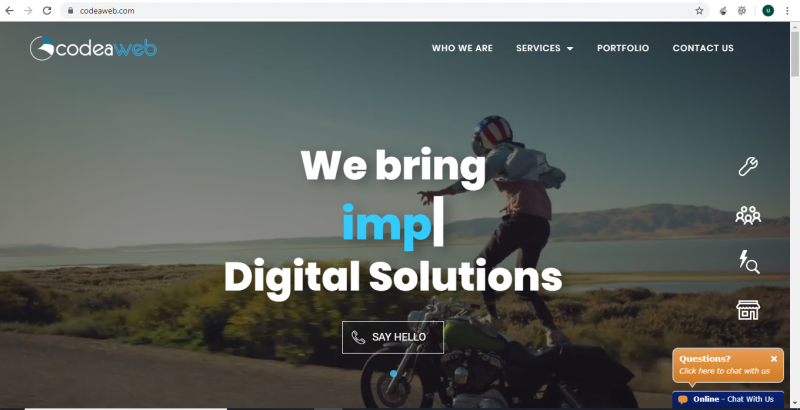 codeaweb.com
u
codeaweb
WHO WE ARE
SERVICES
PORTFOLIO
CONTACT US
We bring
imp
Digital Solutions
SAY HELLO
Questions?
Click here to chat with us
Online - Chat With Us